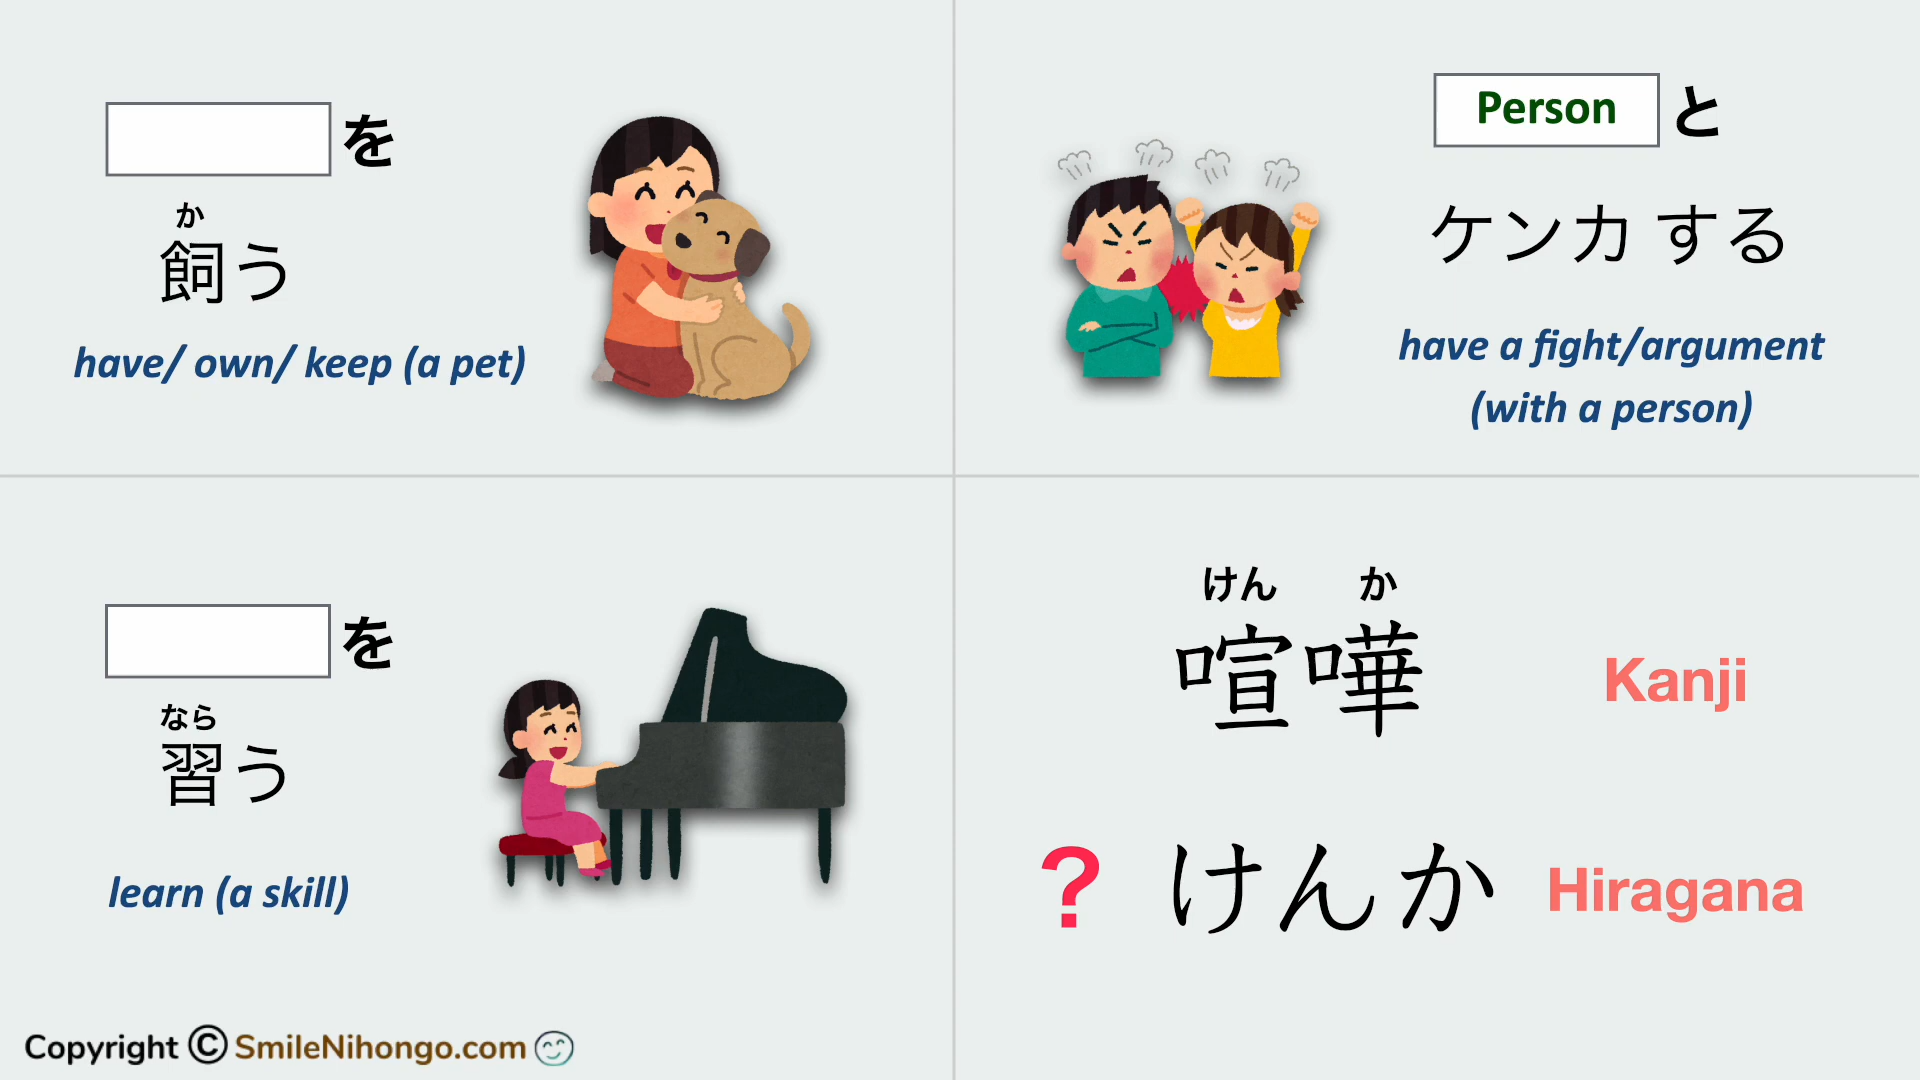 を
か
飼う
have/ own/ keep (a pet)
Person と
ケンカ する
have a fight/argument
(with a person)
を
なら
習う
learn (a skill)
けん か
喧嘩 Kanji
? けんか Hiragana
Copyright © SmileNihongo.com